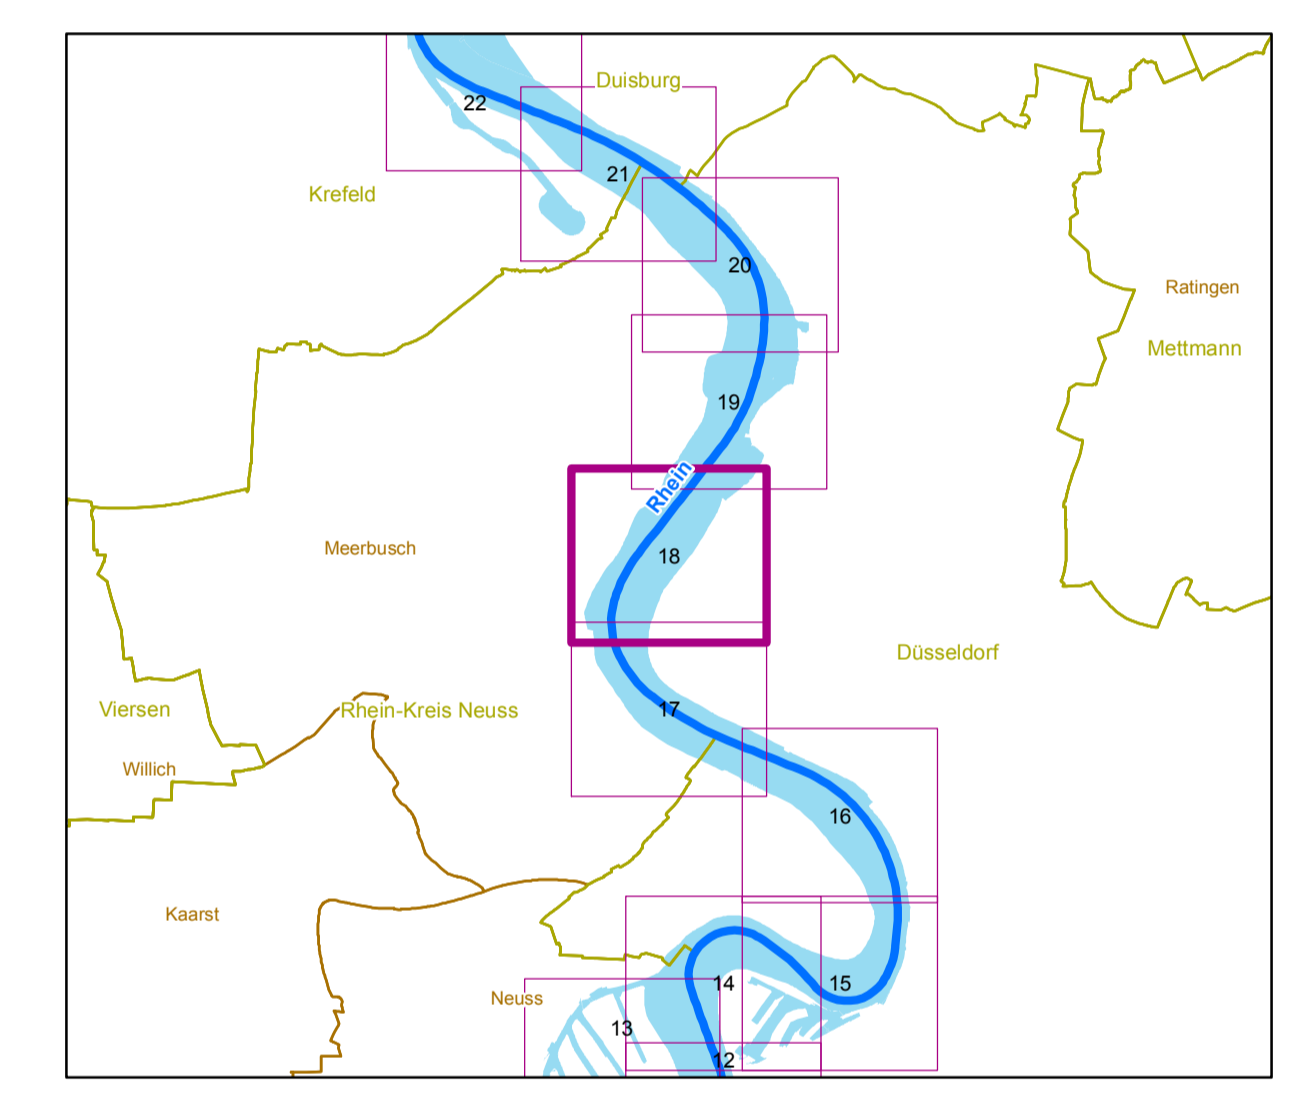 Duisburg
22
21
Krefeld
20
Ratingen
Mettmann
19
Rhein
Meerbusch
18
Düsseldorf
Viersen
Rhein-Kreis Neuss
17
Willich
16
Kaarst
14
15
Neuss
13
12